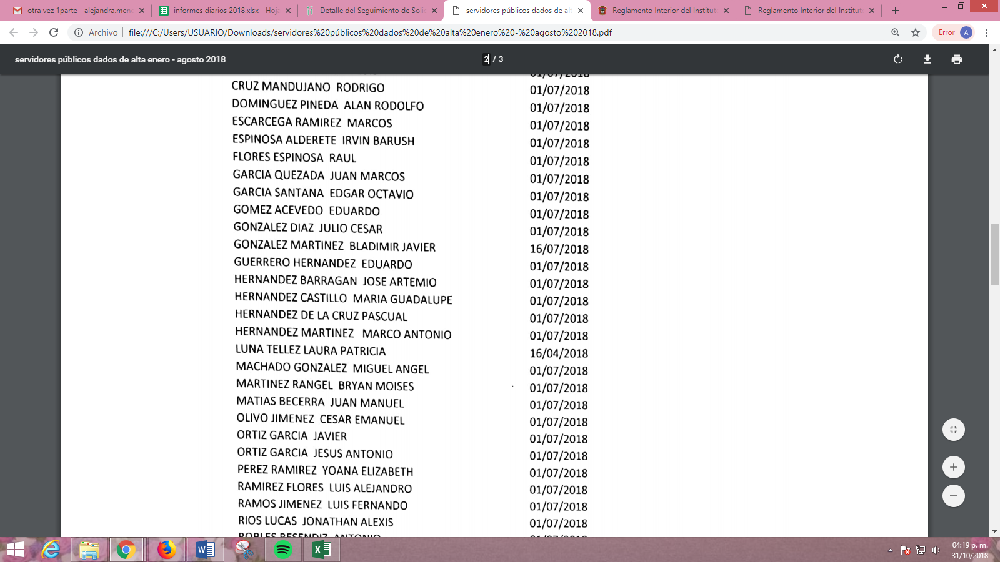 otra vez 1parte - alejandra.men
informes diarios 2018.xlsx - Hoj
Detalle del Seguimiento de Soli
servidores públicos dados de al
Reglamento Interior del Institut
Reglamento Interior del Institut
Archivo
file:///C:/Users/USUARIO/Downloads/servidores%20públicos%20dados%20de%20alta%20enero%20-%20agosto%202018.pdf
Error A
servidores públicos dados de alta enero - agosto 2018
2 / 3
01/07/2018
CRUZ MANDUJANO RODRIGO 01/07/2018
DOMINGUEZ PINEDA ALAN RODOLFO 01/07/2018
ESCARCEGA RAMIREZ MARCOS 01/07/2018
ESPINOSA ALDERETE IRVIN BARUSH 01/07/2018
FLORES ESPINOSA RAUL 01/07/2018
GARCIA QUEZADA JUAN MARCOS 01/07/2018
GARCIA SANTANA EDGAR OCTAVIO 01/07/2018
GOMEZ ACEVEDO EDUARDO 01/07/2018
GONZALEZ DIAZ JULIO CESAR 01/07/2018
GONZALEZ MARTINEZ BLADIMIR JAVIER 16/07/2018
GUERRERO HERNANDEZ EDUARDO 01/07/2018
HERNANDEZ BARRAGAN JOSE ARTEMIO 01/07/2018
HERNANDEZ CASTILLO MARIA GUADALUPE 01/07/2018
HERNANDEZ DE LA CRUZ PASCUAL 01/07/2018
HERNANDEZ MARTINEZ MARCO ANTONIO 01/07/2018
LUNA TELLEZ LAURA PATRICIA 16/04/2018
MACHADO GONZALEZ MIGUEL ANGEL 01/07/2018
MARTINEZ RANGEL BRYAN MOISES 01/07/2018
MATIAS BECERRA JUAN MANUEL 01/07/2018
OLIVO JIMENEZ CESAR EMANUEL 01/07/2018
ORTIZ GARCIA JAVIER 01/07/2018
ORTIZ GARCIA JESUS ANTONIO 01/07/2018
PEREZ RAMIREZ YOANA ELIZABETH 01/07/2018
RAMIREZ FLORES LUIS ALEJANDRO 01/07/2018
RAMOS JIMENEZ LUIS FERNANDO 01/07/2018
RIOS LUCAS JONATHAN ALEXIS 01/07/2018
ROBLES RESENDIZ ANTONIO 01/07/2018
04:19 p. m.
31/10/2018